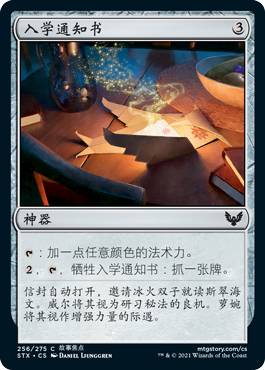 入学通知书 3
神器
：加一点任意颜色的法术力。
2，，牺牲入学通知书：抓一张牌。
信封自动打开，邀请冰火双子就读斯翠海
文。威尔将其视为研习秘法的良机。萝婉
将其视作增强力量的际遇。
256/275 C 故事焦点
STX • CS DANIEL LJUNGGREN
mtgstory.com/cs
™ & © 2021 Wizards of the Coast